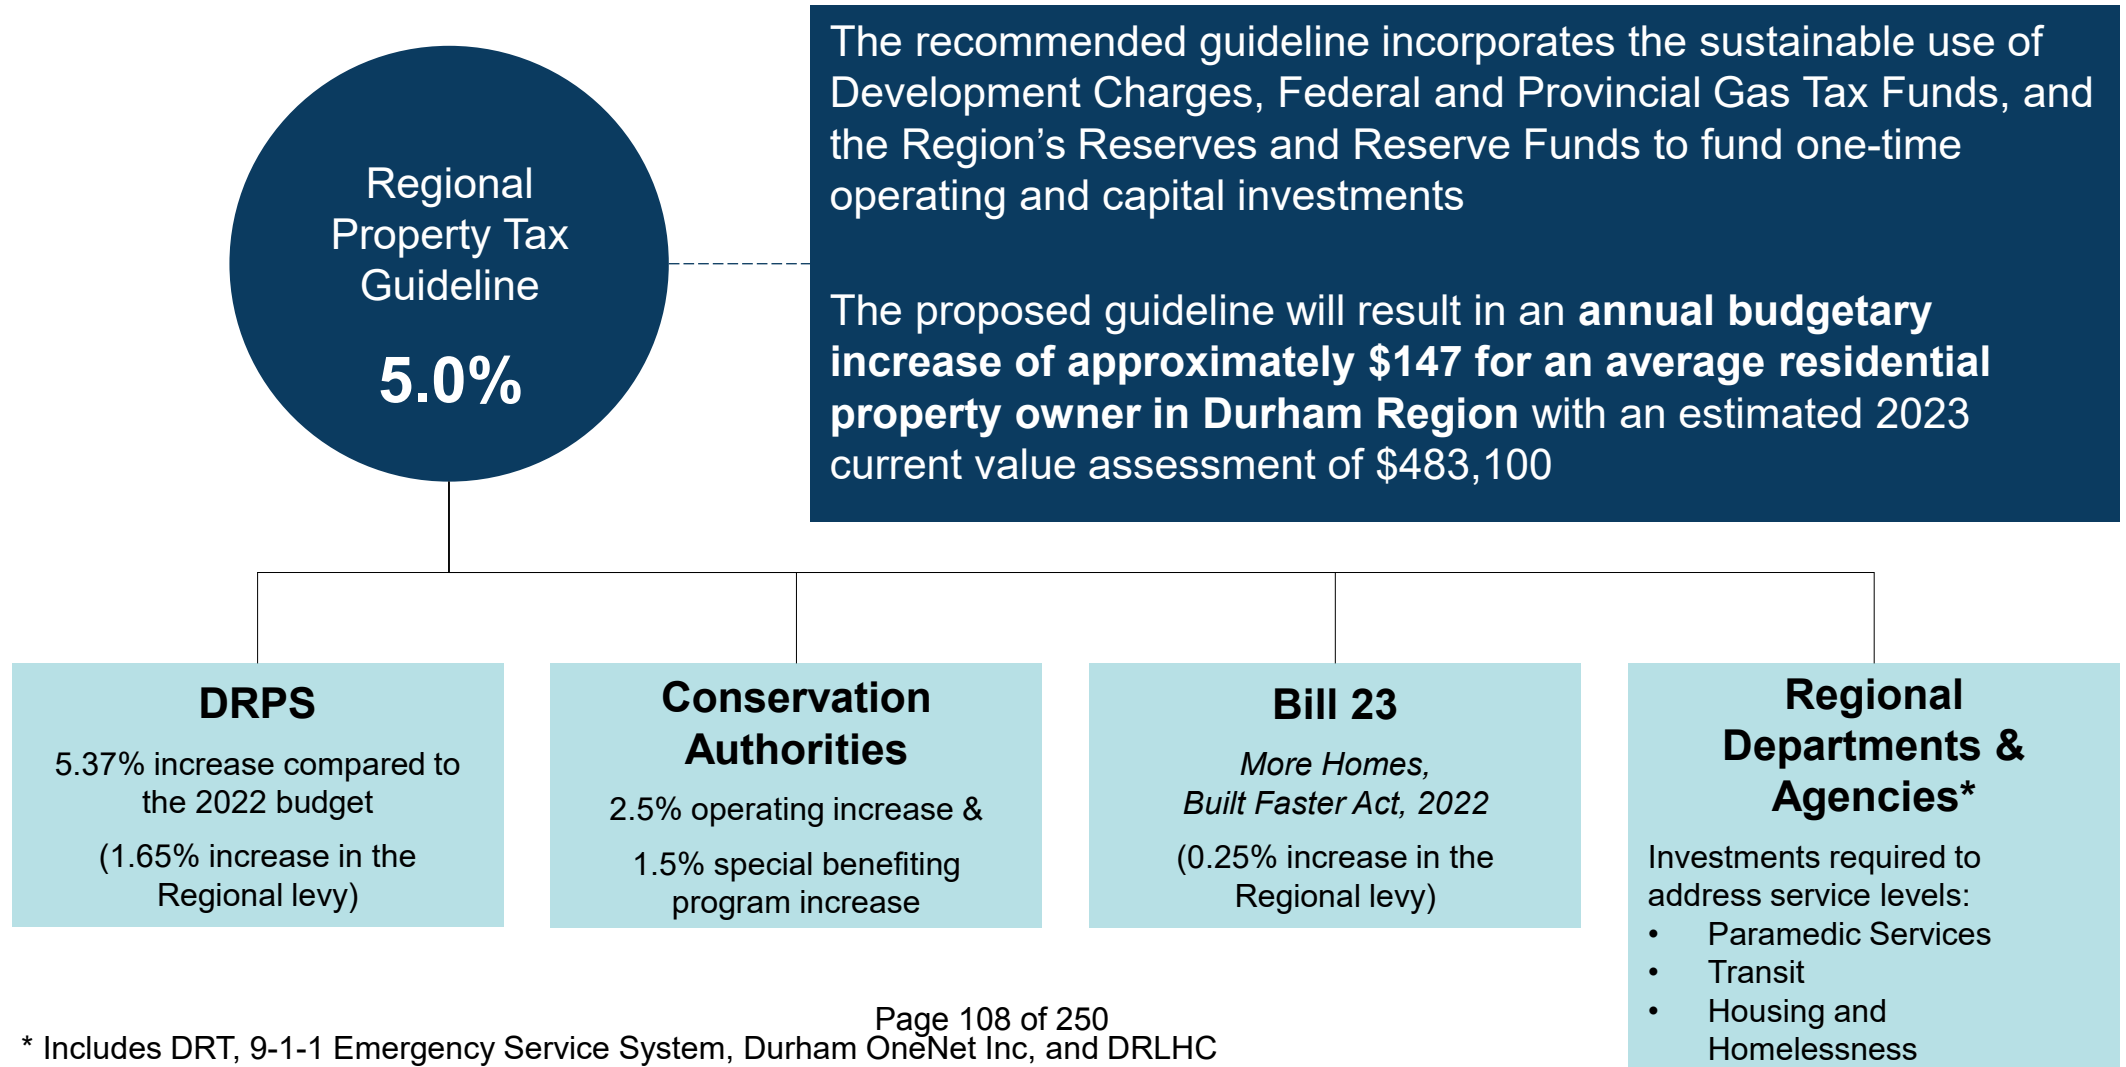 Regional
Property Tax
Guideline
5.0%
The recommended guideline incorporates the sustainable use of
Development Charges, Federal and Provincial Gas Tax Funds, and
the Region’s Reserves and Reserve Funds to fund one-time
operating and capital investments
The proposed guideline will result in an annual budgetary
increase of approximately $147 for an average residential
property owner in Durham Region with an estimated 2023
current value assessment of $483,100
DRPS
5.37% increase compared to
the 2022 budget
(1.65% increase in the
Regional levy)
Conservation
Authorities
2.5% operating increase &
1.5% special benefiting
program increase
Bill 23
More Homes,
Built Faster Act, 2022
(0.25% increase in the
Regional levy)
Regional
Departments &
Agencies*
Investments required to
address service levels:
• Paramedic Services
• Transit
• Housing and
Homelessness
Page 108 of 250
* Includes DRT, 9-1-1 Emergency Service System, Durham OneNet Inc, and DRLHC